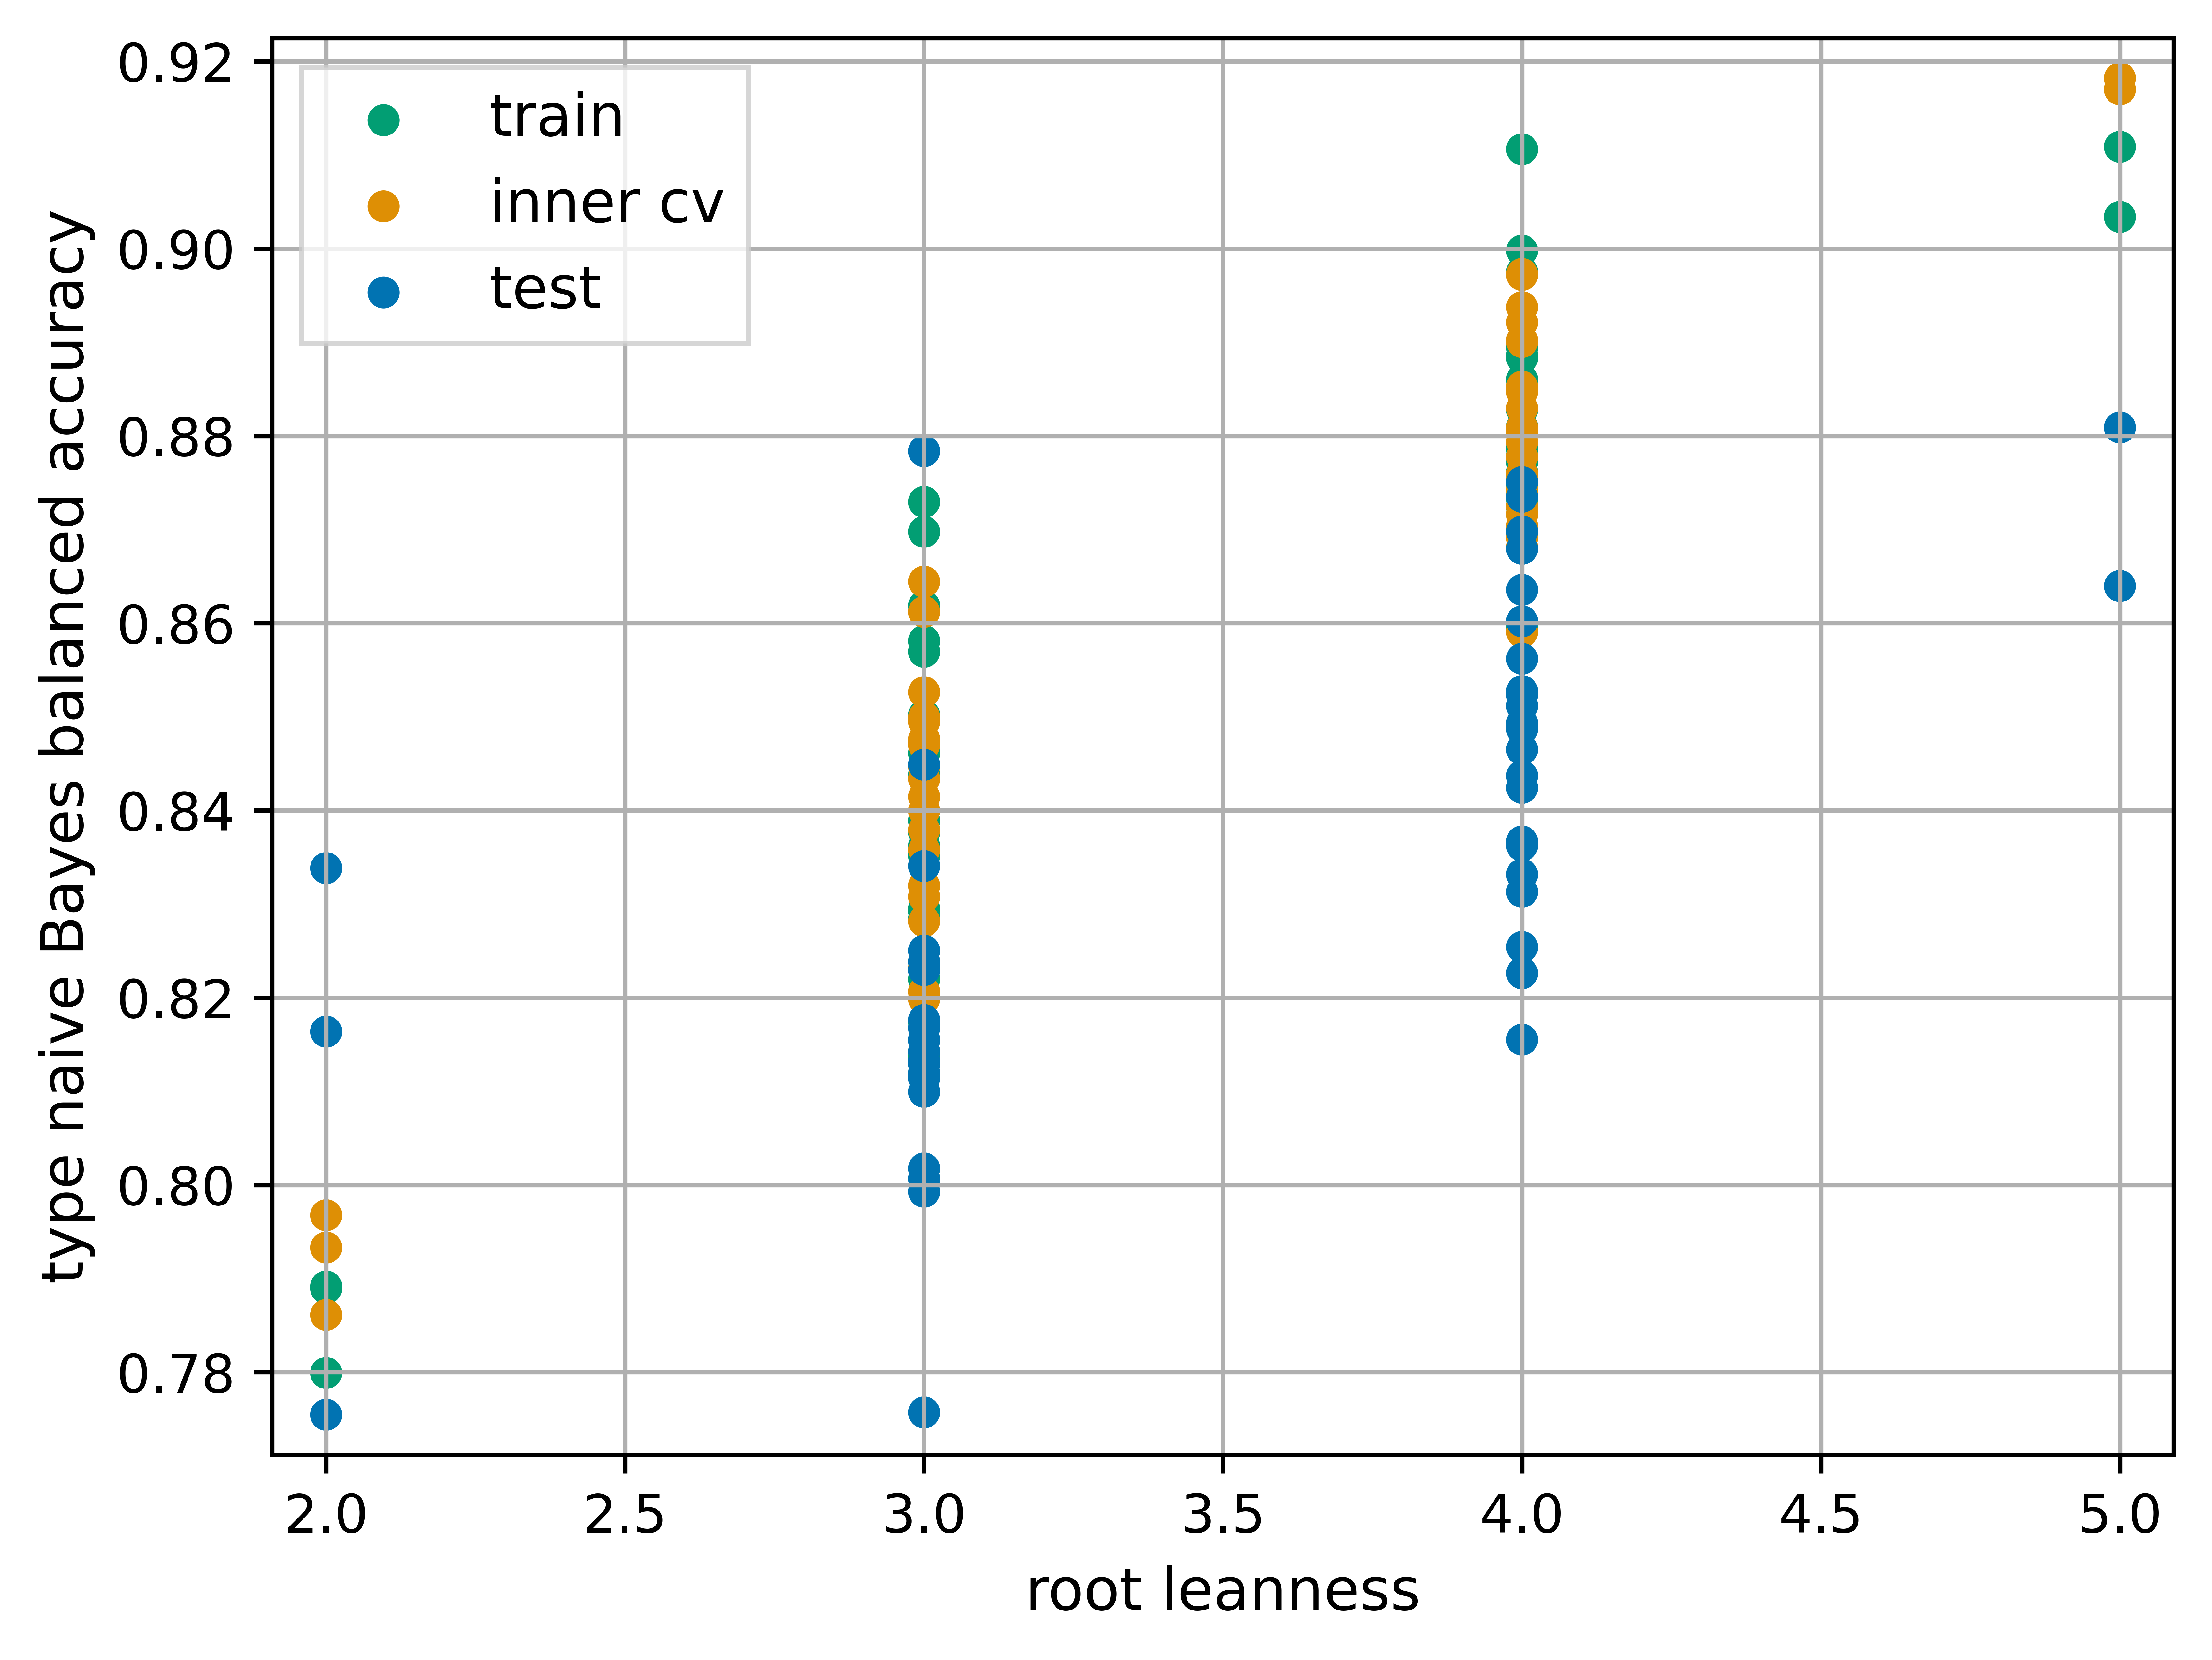 type naive Bayes balanced accuracy
0.92
0.90
0.88
0.86
0.84
0.82
0.80
0.78
train
inner cv
test
2.0 2.5 3.0 3.5 4.0 4.5 5.0
root leanness